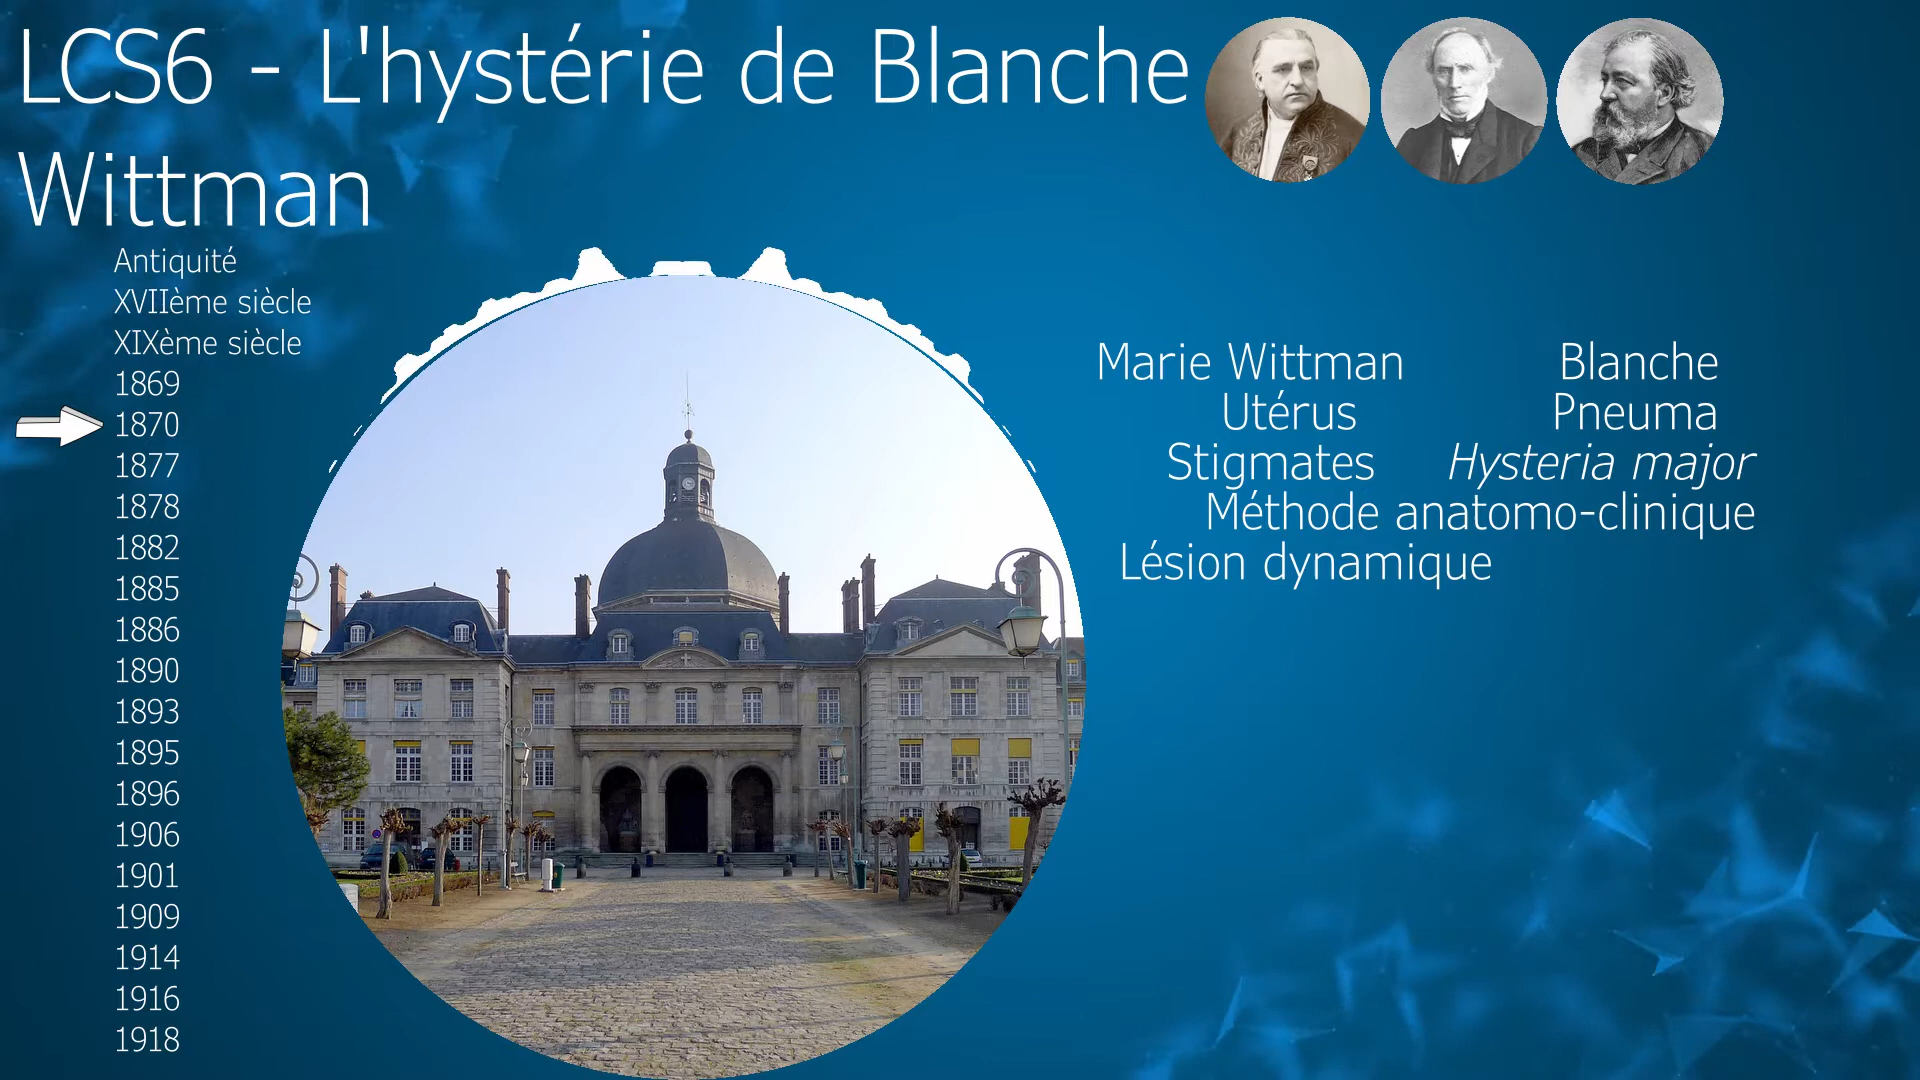 LCS6 - L'hystérie de Blanche
Wittman
Antiquité
XVIIème siècle
XIXème siècle
1869
1870
1877
1878
1882
1885
1886
1890
1893
1895
1896
1906
1901
1909
1914
1916
1918
Marie Wittman Blanche
Utérus Pneuma
Stigmates Hysteria major
Méthode anatomo-clinique
Lésion dynamique